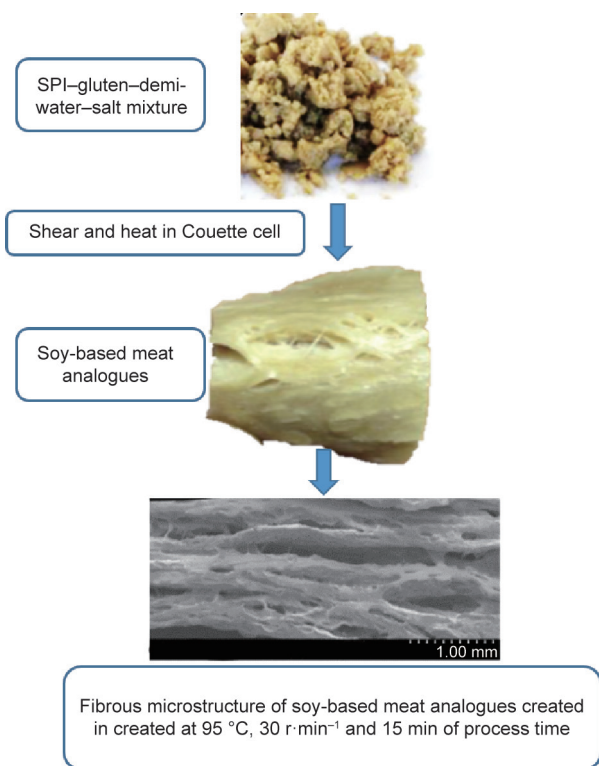 SPI–gluten–demi-
water–salt mixture
Shear and heat in Couette cell
Soy-based meat
analogues
1.00 mm
Fibrous microstructure of soy-based meat analogues created
in created at 95 °C, 30 r·min⁻¹ and 15 min of process time